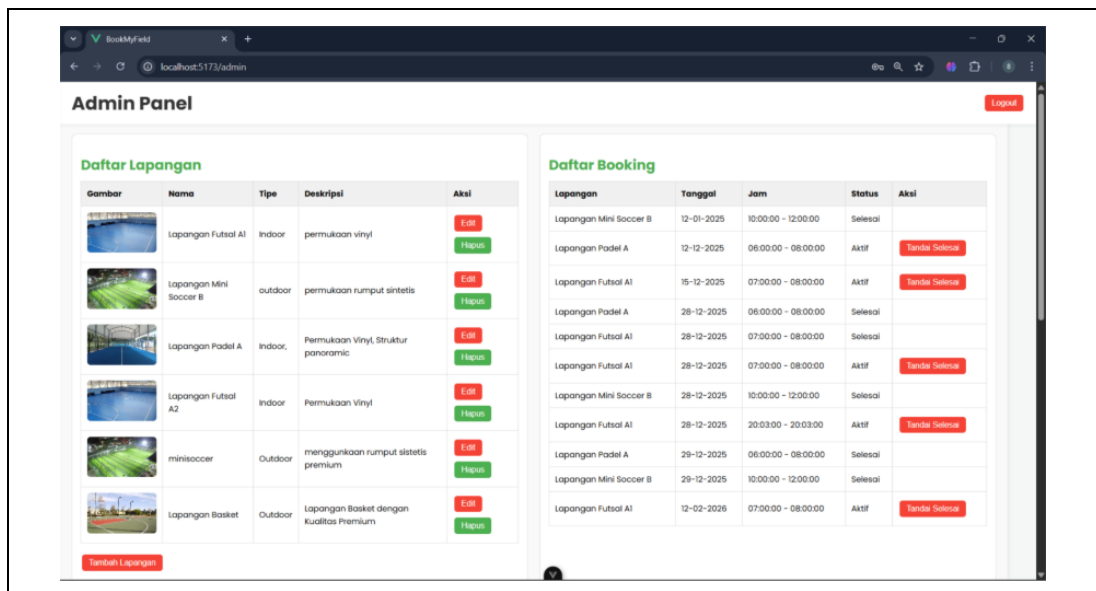 BookMyField
localhost:5173/admin
Admin Panel
Logout
Daftar Lapangan
Gambar Nama Tipe Deskripsi Aksi
Lapangan Futsal A1 Indoor permukaan vinyl Edit
Hapus
Lapangan Mini
Soccer B outdoor permukaan rumput sintetis Edit
Hapus
Lapangan Padel A Indoor, Permukaan Vinyl, Struktur
panoramic Edit
Hapus
Lapangan Futsal
A2 Indoor Permukaan Vinyl Edit
Hapus
minisoccer Outdoor menggunkaan rumput sistetis
premium Edit
Hapus
Lapangan Basket Outdoor Lapangan Basket dengan
Kualitas Premium Edit
Hapus
Tambah Lapangan
Daftar Booking
Lapangan Tanggal Jam Status Aksi
Lapangan Mini Soccer B 12-01-2025 10:00:00 - 12:00:00 Selesai
Lapangan Padel A 12-12-2025 06:00:00 - 08:00:00 Aktif Tandai Selesai
Lapangan Futsal A1 15-12-2025 07:00:00 - 08:00:00 Aktif Tandai Selesai
Lapangan Padel A 28-12-2025 06:00:00 - 08:00:00 Selesai
Lapangan Futsal A1 28-12-2025 07:00:00 - 08:00:00 Selesai
Lapangan Futsal A1 28-12-2025 07:00:00 - 08:00:00 Aktif Tandai Selesai
Lapangan Mini Soccer B 28-12-2025 10:00:00 - 12:00:00 Selesai
Lapangan Futsal A1 28-12-2025 20:03:00 - 20:03:00 Aktif Tandai Selesai
Lapangan Padel A 29-12-2025 06:00:00 - 08:00:00 Selesai
Lapangan Mini Soccer B 29-12-2025 10:00:00 - 12:00:00 Selesai
Lapangan Futsal A1 12-02-2026 07:00:00 - 08:00:00 Aktif Tandai Selesai